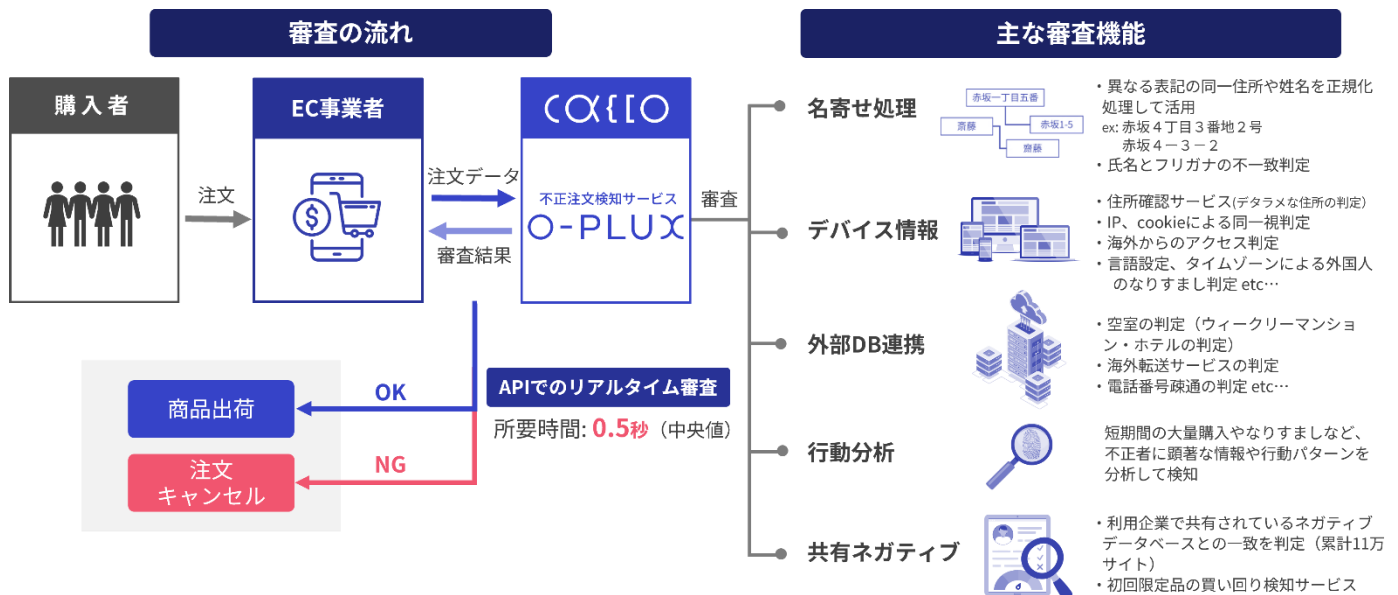 審査の流れ
主な審査機能
購入者
EC事業者
CACCO
注文
注文データ
審査結果
不正注文検知サービス
O-PLUX
審査
OK
商品出荷
NG
注文
キャンセル
APIでのリアルタイム審査
所要時間: 0.5秒（中央値）
名寄せ処理
赤坂一丁目五番
斎藤
赤坂1-5
齋藤
・異なる表記の同一住所や姓名を正規化
処理して活用
ex: 赤坂４丁目３番地２号
赤坂４－３－２
・氏名とフリガナの不一致判定
デバイス情報
・住所確認サービス(デタラメな住所の判定)
・IP、cookieによる同一視判定
・海外からのアクセス判定
・言語設定、タイムゾーンによる外国人
のなりすまし判定 etc…
外部DB連携
・空室の判定（ウィークリーマンショ
ン・ホテルの判定）
・海外転送サービスの判定
・電話番号疎通の判定 etc…
行動分析
短期間の大量購入やなりすましなど、
不正者に顕著な情報や行動パターンを
分析して検知
共有ネガティブ
・利用企業で共有されているネガティブ
データベースとの一致を判定（累計11万
サイト）
・初回限定品の買い回り検知サービス